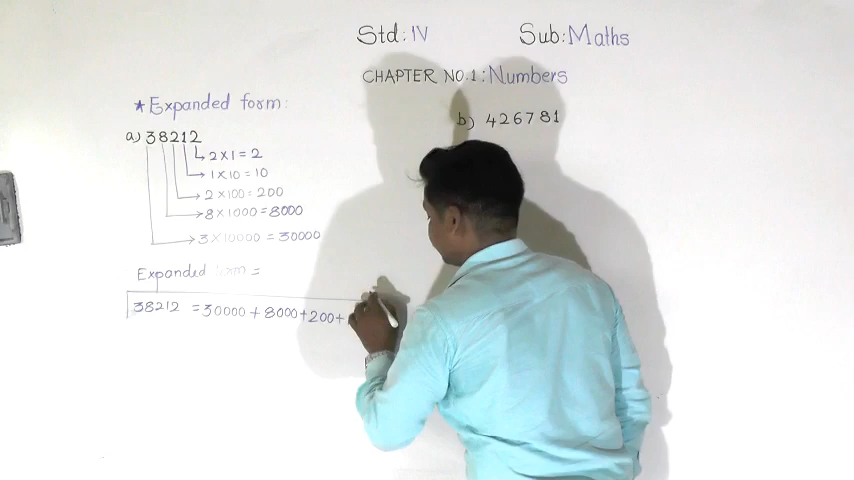 Std: IV Sub: Maths
CHAPTER NO.1: Numbers
* Expanded form:
a) 38212
2 X 1 = 2
1 X 10 = 10
2 X 100 = 200
8 X 1000 = 8000
3 X 10000 = 30000
Expanded form =
38212 = 30000 + 8000 + 200 +
b) 426781